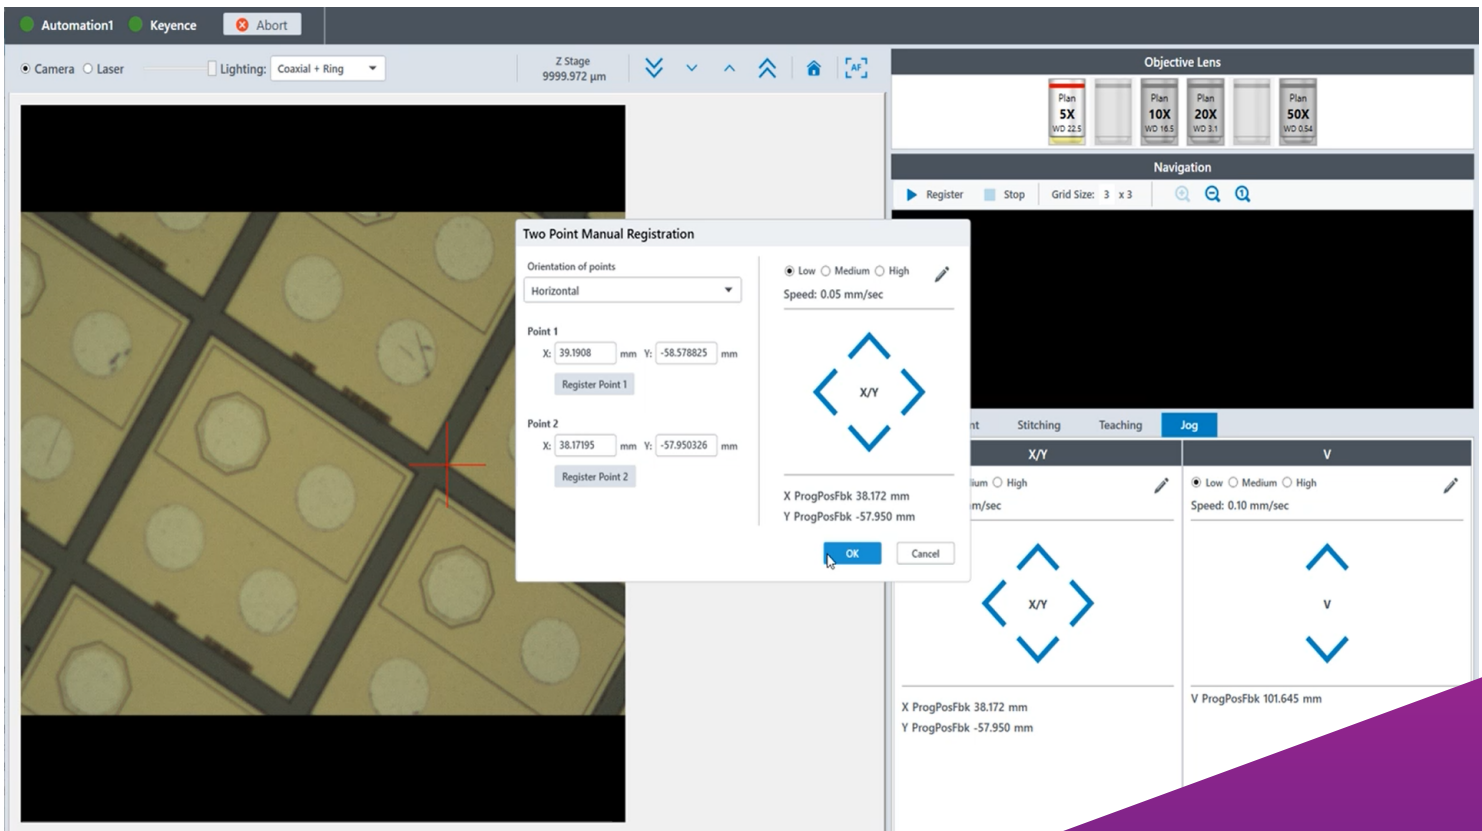 Automation1 Keyence Abort
Camera Laser Lighting: Coaxial + Ring
Z Stage
9999.972 µm
AF
Objective Lens
Plan
5X
WD 22.5
Plan
10X
WD 16.5
Plan
20X
WD 3.1
Plan
50X
WD 0.54
Navigation
Register Stop Grid Size: 3 x 3
1
Two Point Manual Registration
Orientation of points
Horizontal
Point 1
X: 39.1908 mm Y: -58.578825 mm
Register Point 1
Point 2
X: 38.17195 mm Y: -57.950326 mm
Register Point 2
Low Medium High
Speed: 0.05 mm/sec
X/Y
X ProgPosFbk 38.172 mm
Y ProgPosFbk -57.950 mm
OK Cancel
nt Stitching Teaching Jog
X/Y
ium High
m/sec
X/Y
X ProgPosFbk 38.172 mm
Y ProgPosFbk -57.950 mm
V
Low Medium High
Speed: 0.10 mm/sec
V
V ProgPosFbk 101.645 mm